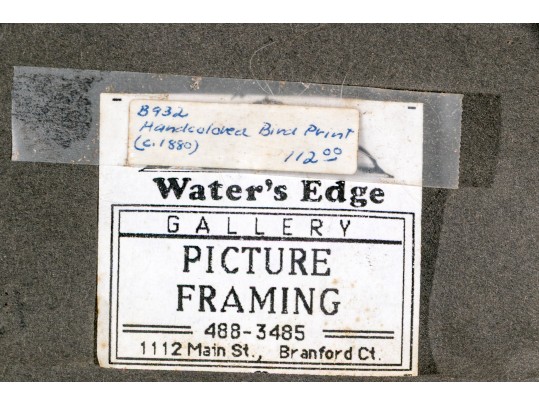 B932
Handcolored Bird Print
(c.1880)
112.00
Water's Edge
GALLERY
PICTURE
FRAMING
488-3485
1112 Main St., Branford Ct.